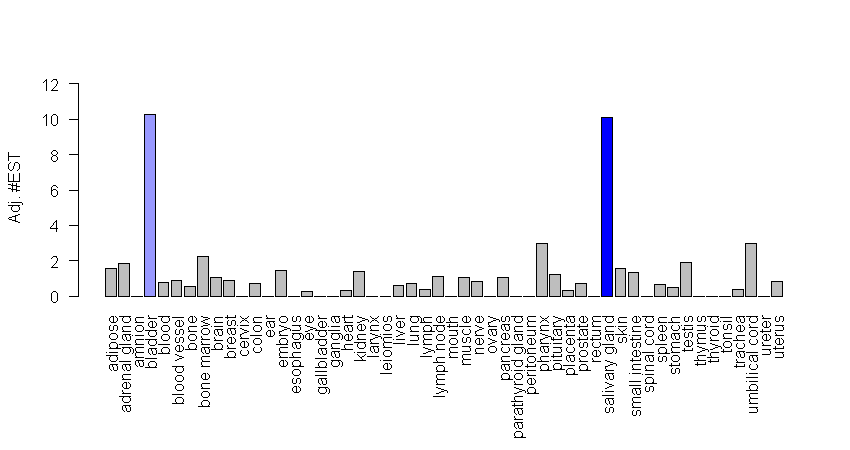 Adj. #EST
12
10
8
6
4
2
0
adipose
adrenal gland
amnion
bladder
blood
blood vessel
bone
bone marrow
brain
breast
cervix
colon
ear
embryo
esophagus
eye
gallbladder
ganglia
heart
kidney
larynx
leiomios
liver
lung
lymph
lymph node
mouth
muscle
nerve
ovary
pancreas
parathyroid gland
peritoneum
pharynx
pituitary
placenta
prostate
rectum
salivary gland
skin
small intestine
spinal cord
spleen
stomach
testis
thymus
thyroid
tonsil
trachea
umbilical cord
ureter
uterus